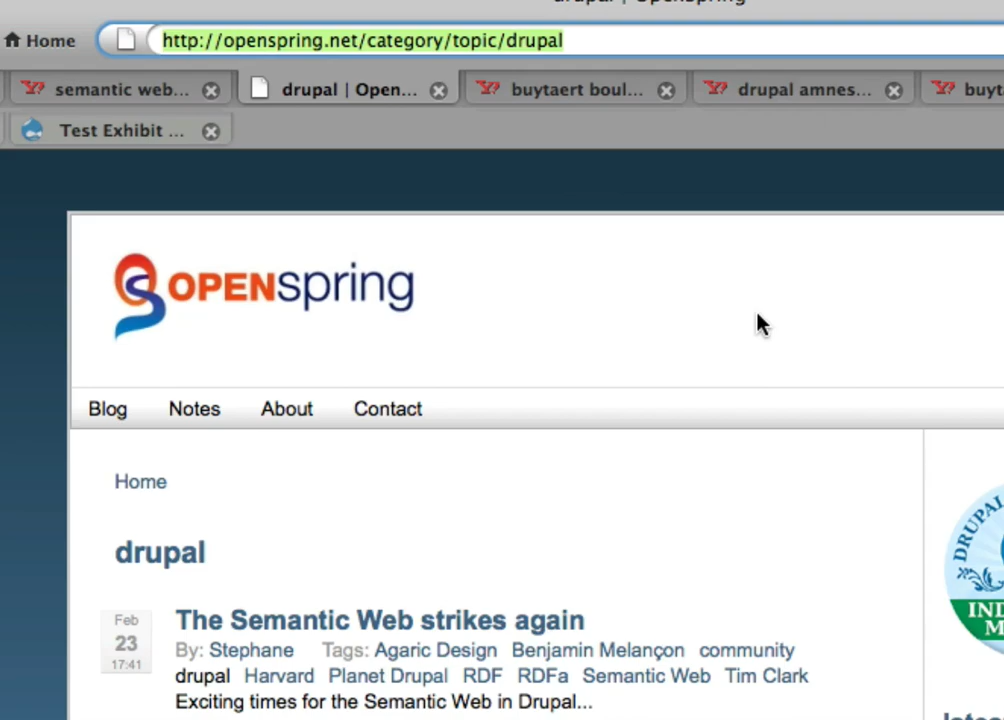 drupal | Openspring
Home
http://openspring.net/category/topic/drupal
semantic web...
drupal | Open...
buytaert boul...
drupal amnes...
buyt
Test Exhibit ...
OPENspring
Blog Notes About Contact
Home
drupal
Feb
23
17:41
The Semantic Web strikes again
By: Stephane Tags: Agaric Design Benjamin Melançon community
drupal Harvard Planet Drupal RDF RDFa Semantic Web Tim Clark
Exciting times for the Semantic Web in Drupal...
DRUPAL
IND
M